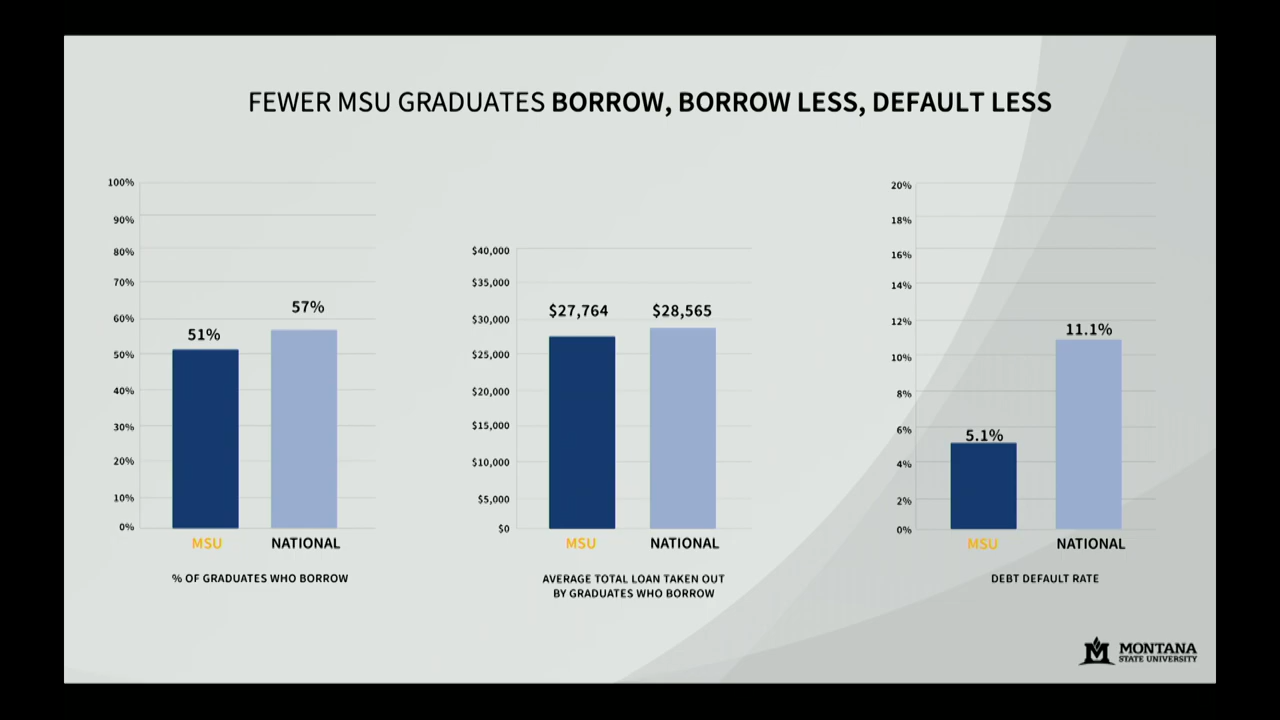 FEWER MSU GRADUATES BORROW, BORROW LESS, DEFAULT LESS
100%
90%
80%
70%
60%
50%
40%
30%
20%
10%
0%
51%
57%
MSU
NATIONAL
% OF GRADUATES WHO BORROW
$40,000
$35,000
$30,000
$25,000
$20,000
$15,000
$10,000
$5,000
$0
$27,764
$28,565
MSU
NATIONAL
AVERAGE TOTAL LOAN TAKEN OUT
BY GRADUATES WHO BORROW
20%
18%
16%
14%
12%
10%
8%
6%
4%
2%
0%
5.1%
11.1%
MSU
NATIONAL
DEBT DEFAULT RATE
M
MONTANA
STATE UNIVERSITY